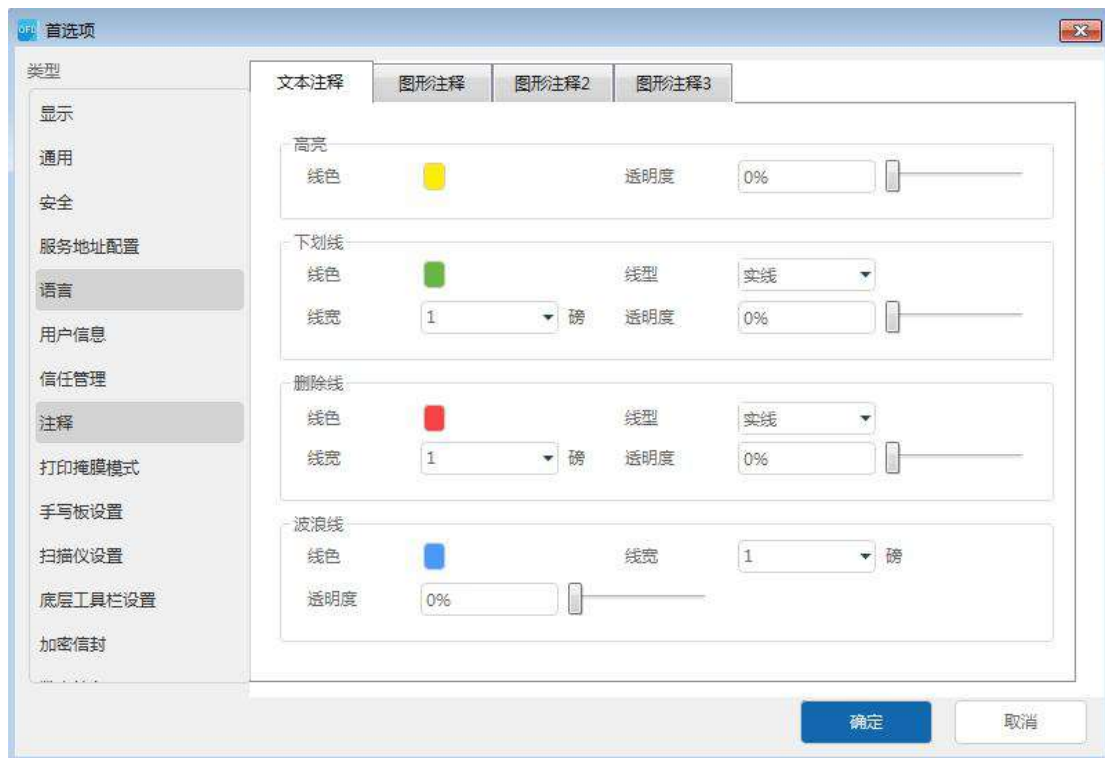 OFD 首选项
类型
显示
通用
安全
服务地址配置
语言
用户信息
信任管理
注释
打印掩膜模式
手写板设置
扫描仪设置
底层工具栏设置
加密信封
文本注释 图形注释 图形注释2 图形注释3
高亮
线色 透明度 0%
下划线
线色 线型 实线
线宽 1 磅 透明度 0%
删除线
线色 线型 实线
线宽 1 磅 透明度 0%
波浪线
线色 线宽 1 磅
透明度 0%
确定 取消